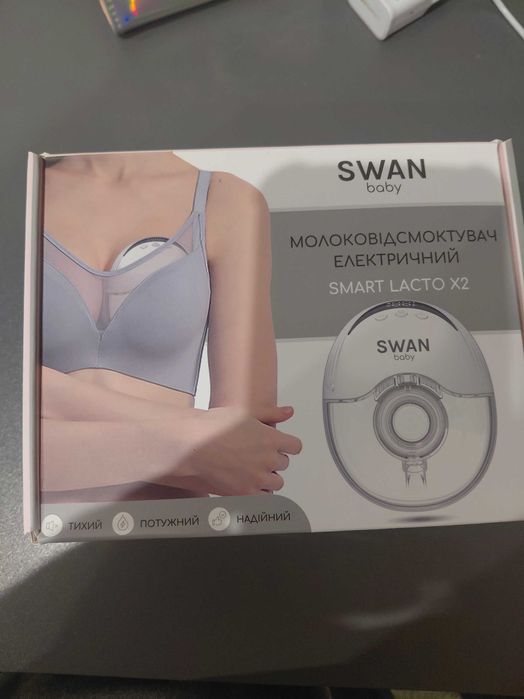 SWAN
baby
МОЛОКОВІДСМОКТУВАЧ
ЕЛЕКТРИЧНИЙ
SMART LACTO X2
SWAN
baby
ТИХИЙ ПОТУЖНИЙ НАДІЙНИЙ